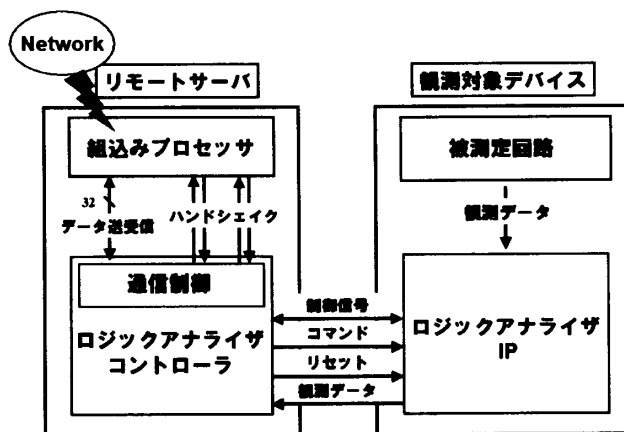 Network
リモートサーバ
観測対象デバイス
組込みプロセッサ
被測定回路
32
データ送受信
ハンドシェイク
観測データ
通信制御
ロジックアナライザ
コントローラ
制御信号
コマンド
リセット
観測データ
ロジックアナライザ
IP